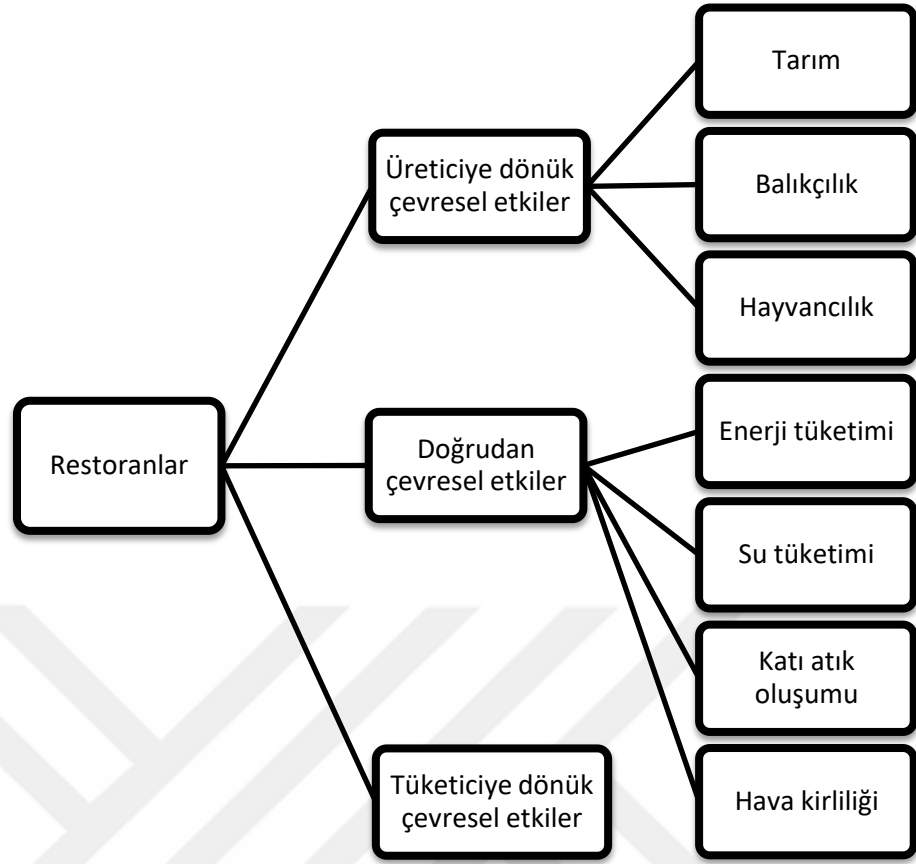 Restoranlar
Üreticiye dönük
çevresel etkiler
Tarım
Balıkçılık
Hayvancılık
Doğrudan
çevresel etkiler
Enerji tüketimi
Su tüketimi
Katı atık
oluşumu
Hava kirliliği
Tüketiciye dönük
çevresel etkiler